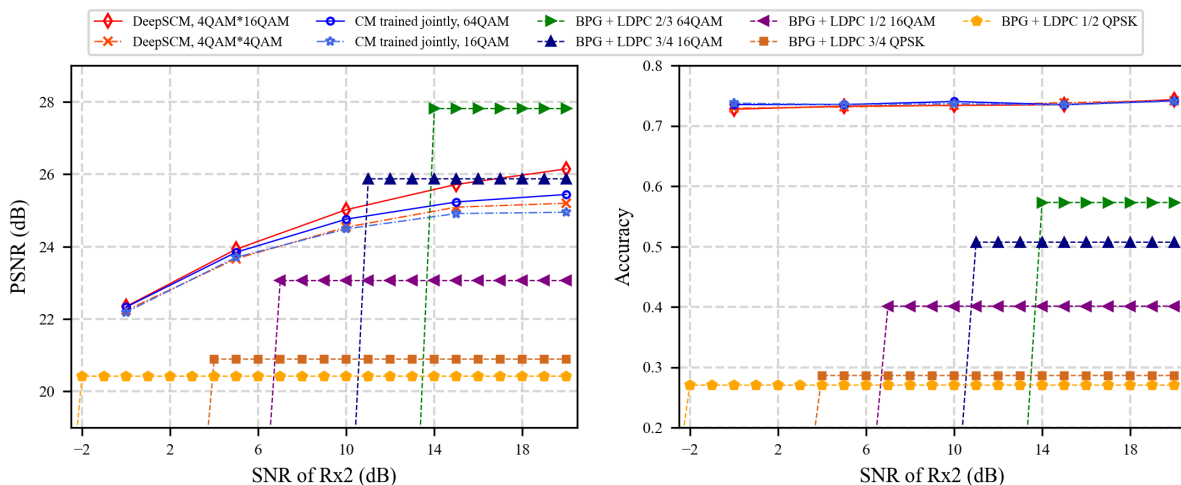 DeepSCM, 4QAM*16QAM CM trained jointly, 64QAM BPG + LDPC 2/3 64QAM BPG + LDPC 1/2 16QAM BPG + LDPC 1/2 QPSK
DeepSCM, 4QAM*4QAM CM trained jointly, 16QAM BPG + LDPC 3/4 16QAM BPG + LDPC 3/4 QPSK
PSNR (dB)
28
26
24
22
20
−2 2 6 10 14 18
SNR of Rx2 (dB)
Accuracy
0.8
0.7
0.6
0.5
0.4
0.3
0.2
−2 2 6 10 14 18
SNR of Rx2 (dB)